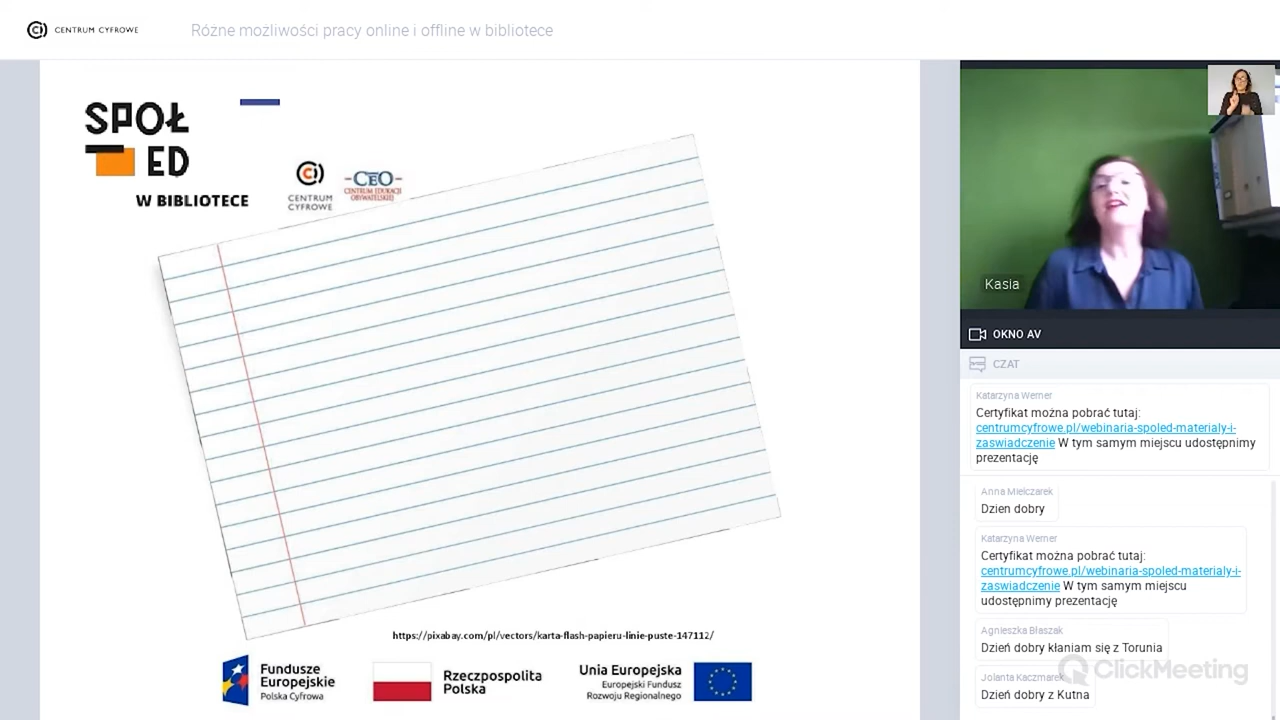 CENTRUM CYFROWE
Różne możliwości pracy online i offline w bibliotece
SPOŁ
ED
W BIBLIOTECE
CENTRUM
CYFROWE
CEO
CENTRUM EDUKACJI
OBYWATELSKIEJ
https://pixabay.com/pl/vectors/karta-flash-papieru-linie-puste-147112/
Fundusze
Europejskie
Polska Cyfrowa
Rzeczpospolita
Polska
Unia Europejska
Europejski Fundusz
Rozwoju Regionalnego
Kasia
OKNO AV
CZAT
Katarzyna Werner
Certyfikat można pobrać tutaj:
centrumcyfrowe.pl/webinaria-spoled-materialy-i-
zaswiadczenie W tym samym miejscu udostępnimy
prezentację
Anna Mielczarek
Dzien dobry
Katarzyna Werner
Certyfikat można pobrać tutaj:
centrumcyfrowe.pl/webinaria-spoled-materialy-i-
zaswiadczenie W tym samym miejscu
udostępnimy prezentację
Agnieszka Błaszak
Dzień dobry kłaniam się z Torunia
Jolanta Kaczmarek
Dzień dobry z Kutna
ClickMeeting